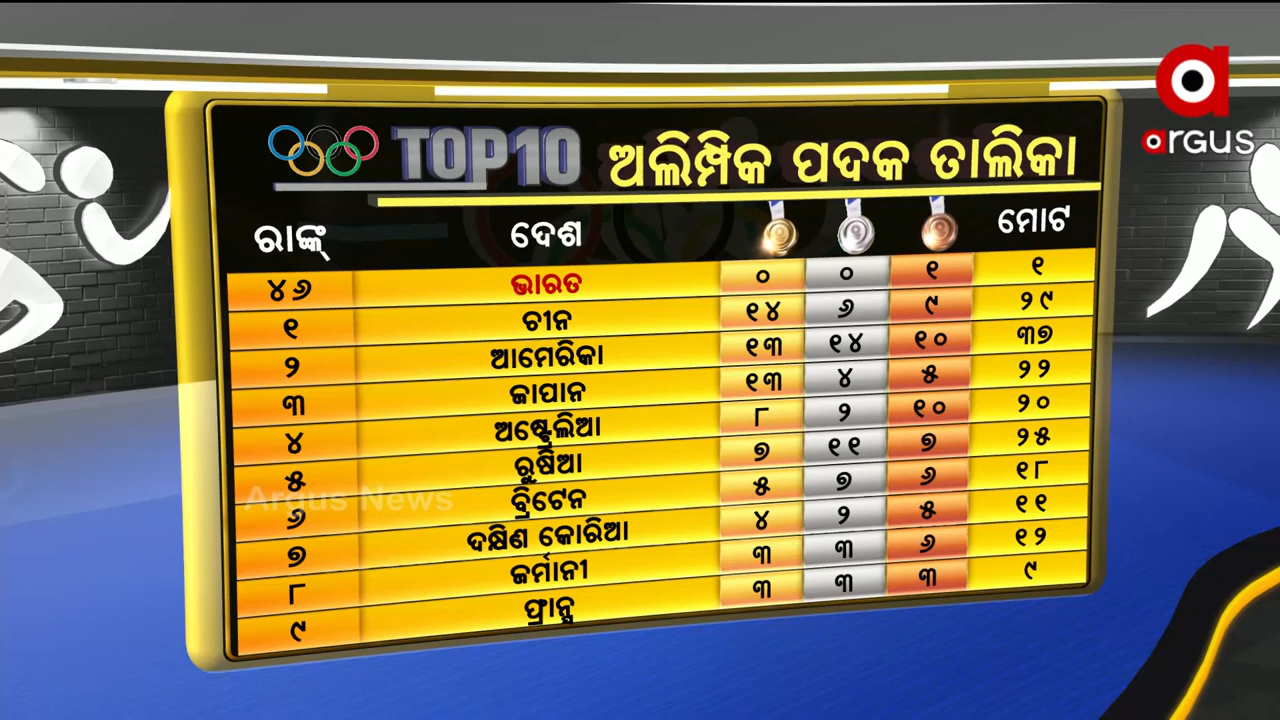 TOP10 ଅଲିମ୍ପିକ ପଦକ ତାଲିକା
argus
ରାଙ୍କ୍ ଦେଶ ମୋଟ
୪୬ ଭାରତ ୦ ୦ ୧ ୧
୧ ଚୀନ ୧୪ ୬ ୯ ୨୯
୨ ଆମେରିକା ୧୩ ୧୪ ୧୦ ୩୭
୩ ଜାପାନ ୧୩ ୪ ୫ ୨୨
୪ ଅଷ୍ଟ୍ରେଲିଆ ୮ ୨ ୧୦ ୨୦
୫ ରୁଷିଆ ୭ ୧୧ ୭ ୨୫
୬ ବ୍ରିଟେନ ୫ ୭ ୬ ୧୮
୭ ଦକ୍ଷିଣ କୋରିଆ ୪ ୨ ୫ ୧୧
୮ ଜର୍ମାନୀ ୩ ୩ ୬ ୧୨
୯ ଫ୍ରାନ୍ସ ୩ ୩ ୩ ୯
Argus News